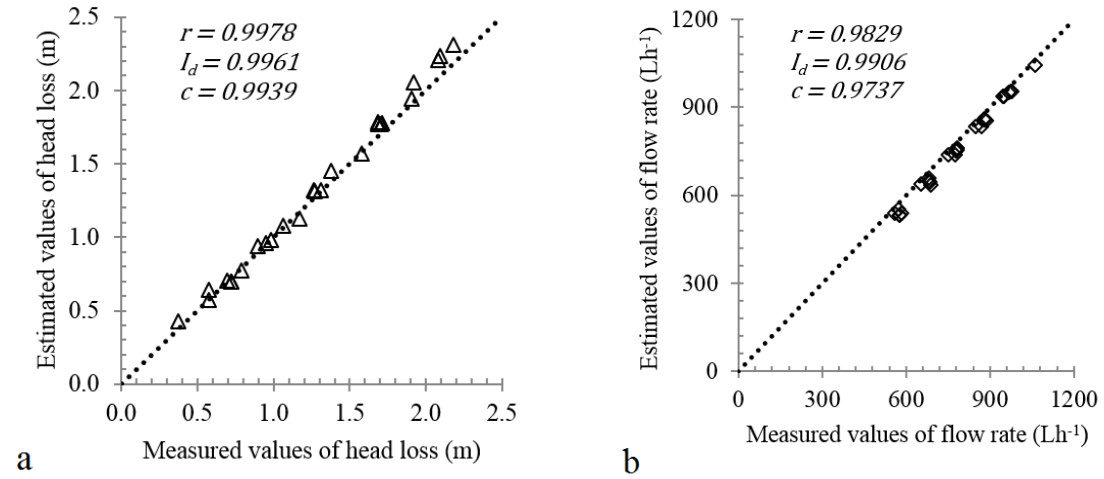 r = 0.9978
I_d = 0.9961
c = 0.9939
2.5
2.0
1.5
1.0
0.5
0.0
Estimated values of head loss (m)
0.0 0.5 1.0 1.5 2.0 2.5
Measured values of head loss (m)
a
r = 0.9829
I_d = 0.9906
c = 0.9737
1200
900
600
300
0
Estimated values of flow rate (Lh⁻¹)
0 300 600 900 1200
Measured values of flow rate (Lh⁻¹)
b